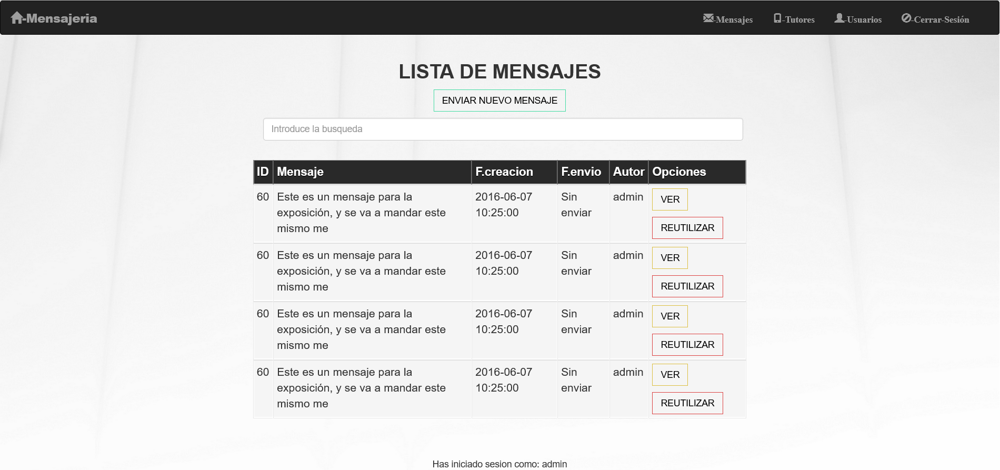 -Mensajeria
-Mensajes -Tutores -Usuarios -Cerrar-Sesión
LISTA DE MENSAJES
ENVIAR NUEVO MENSAJE
Introduce la busqueda
ID Mensaje F.creacion F.envio Autor Opciones
60 Este es un mensaje para la 2016-06-07 Sin admin VER
exposición, y se va a mandar este 10:25:00 enviar
mismo me REUTILIZAR
60 Este es un mensaje para la 2016-06-07 Sin admin VER
exposición, y se va a mandar este 10:25:00 enviar
mismo me REUTILIZAR
60 Este es un mensaje para la 2016-06-07 Sin admin VER
exposición, y se va a mandar este 10:25:00 enviar
mismo me REUTILIZAR
60 Este es un mensaje para la 2016-06-07 Sin admin VER
exposición, y se va a mandar este 10:25:00 enviar
mismo me REUTILIZAR
Has iniciado sesion como: admin